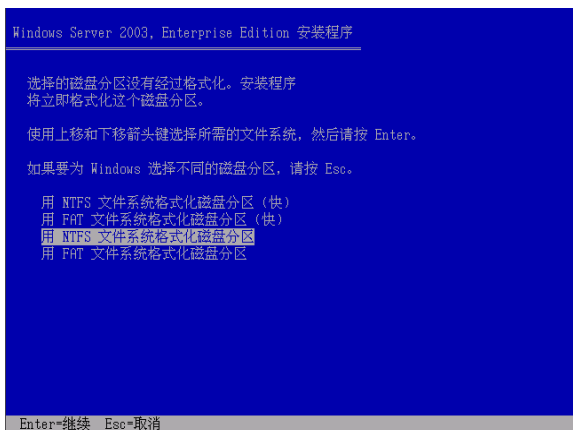 Windows Server 2003, Enterprise Edition 安装程序
选择的磁盘分区没有经过格式化。安装程序
将立即格式化这个磁盘分区。
使用上移和下移箭头键选择所需的文件系统，然后请按 Enter。
如果要为 Windows 选择不同的磁盘分区，请按 Esc。
用 NTFS 文件系统格式化磁盘分区（快）
用 FAT 文件系统格式化磁盘分区（快）
用 NTFS 文件系统格式化磁盘分区
用 FAT 文件系统格式化磁盘分区
Enter=继续 Esc=取消